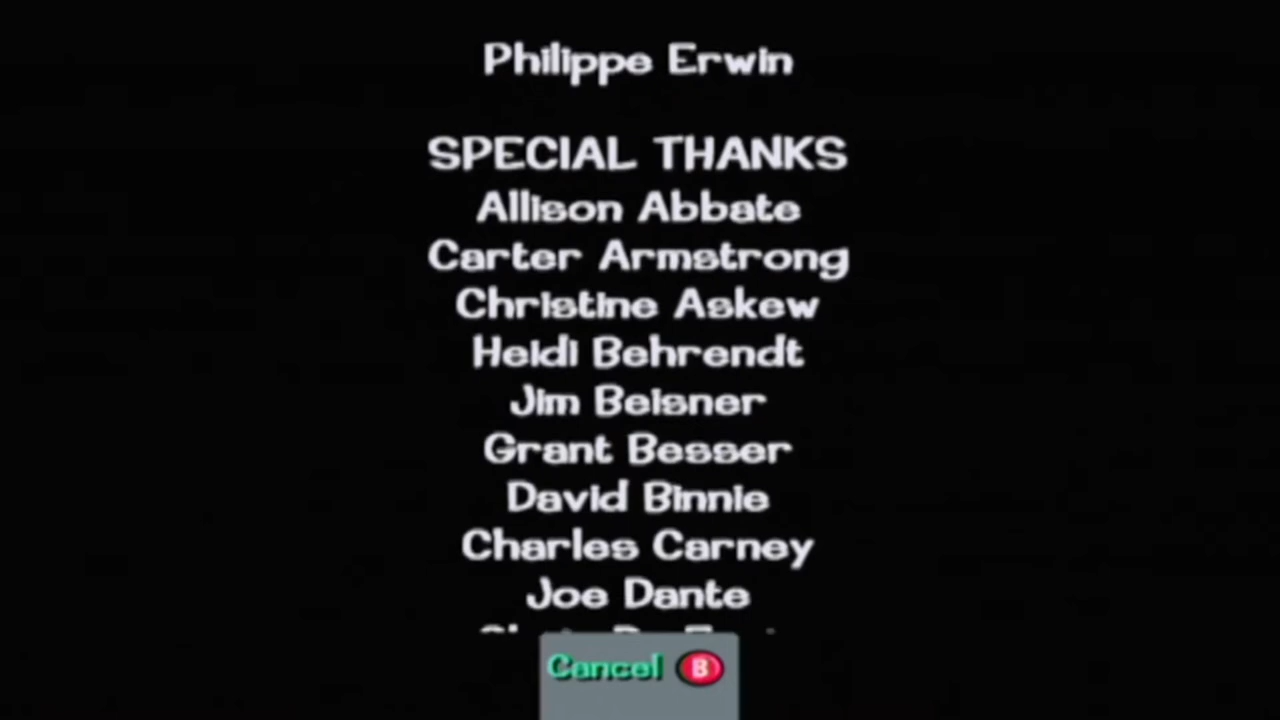 Philippe Erwin
SPECIAL THANKS
Allison Abbate
Carter Armstrong
Christine Askew
Heidi Behrendt
Jim Beisner
Grant Besser
David Binnie
Charles Carney
Joe Dante
Cancel B